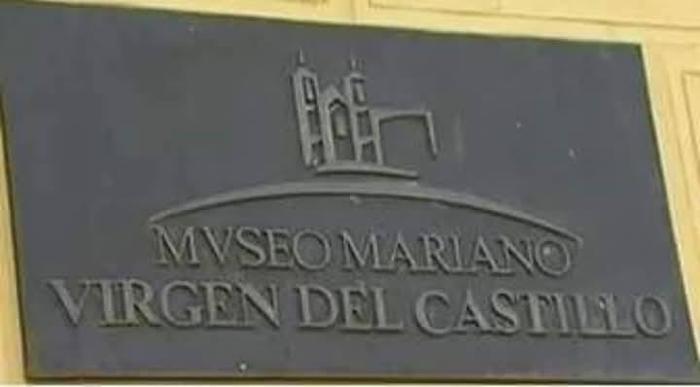 MVSEO MARIANO
VIRGEN DEL CASTILLO